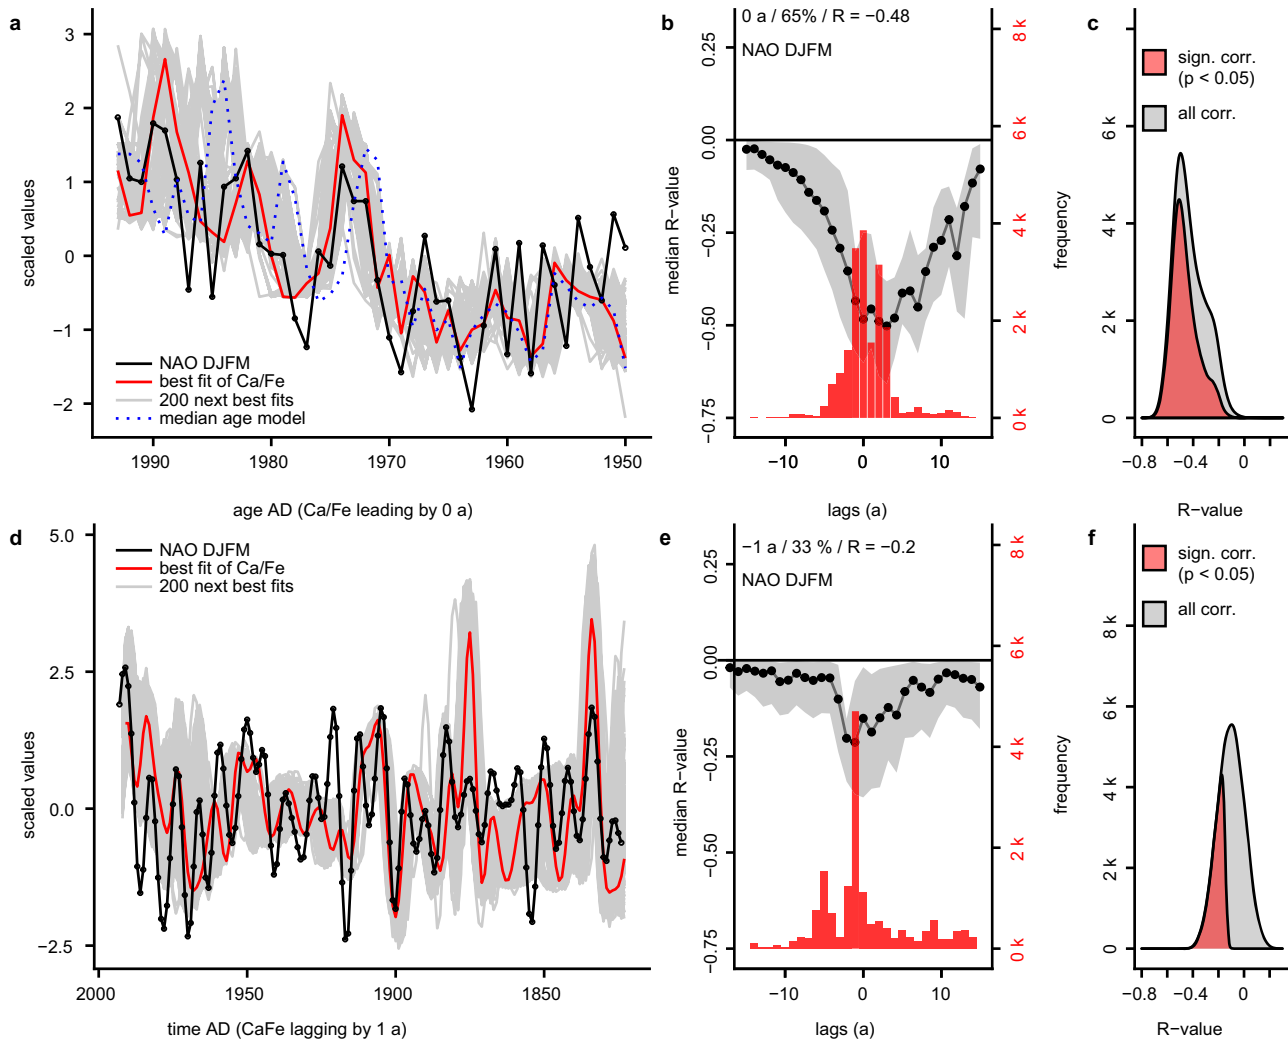 a
3
2
1
0
−1
−2
scaled values
NAO DJFM
best fit of Ca/Fe
200 next best fits
median age model
1990
1980
1970
1960
1950
age AD (Ca/Fe leading by 0 a)
b
0 a / 65% / R = −0.48
NAO DJFM
0.25
0.00
−0.25
−0.50
−0.75
median R−value
8 k
6 k
4 k
2 k
0 k
−10
0
10
lags (a)
c
sign. corr.
(p < 0.05)
all corr.
6 k
4 k
2 k
0
frequency
−0.8
−0.4
0
R−value
d
5.0
2.5
0.0
−2.5
scaled values
NAO DJFM
best fit of Ca/Fe
200 next best fits
2000
1950
1900
1850
time AD (CaFe lagging by 1 a)
e
−1 a / 33 % / R = −0.2
NAO DJFM
0.25
0.00
−0.25
−0.50
−0.75
median R−value
8 k
6 k
4 k
2 k
0 k
−10
0
10
lags (a)
f
sign. corr.
(p < 0.05)
all corr.
8 k
6 k
4 k
2 k
0
frequency
−0.8
−0.4
0
R−value